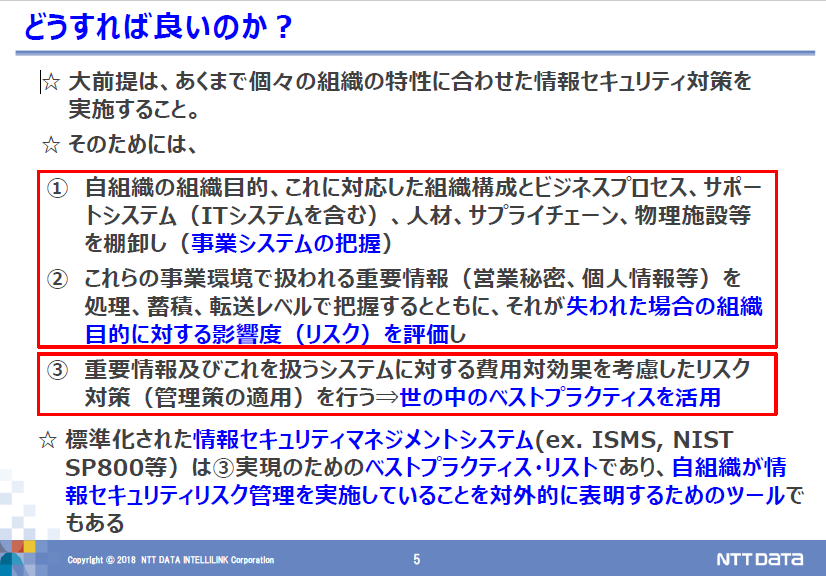 どうすれば良いのか？
☆ 大前提は、あくまで個々の組織の特性に合わせた情報セキュリティ対策を
実施すること。
☆ そのためには、
① 自組織の組織目的、これに対応した組織構成とビジネスプロセス、サポー
トシステム（ITシステムを含む）、人材、サプライチェーン、物理施設等
を棚卸し（事業システムの把握）
② これらの事業環境で扱われる重要情報（営業秘密、個人情報等）を
処理、蓄積、転送レベルで把握するとともに、それが失われた場合の組織
目的に対する影響度（リスク）を評価し
③ 重要情報及びこれを扱うシステムに対する費用対効果を考慮したリスク
対策（管理策の適用）を行う⇒世の中のベストプラクティスを活用
☆ 標準化された情報セキュリティマネジメントシステム(ex. ISMS, NIST
SP800等）は③実現のためのベストプラクティス・リストであり、自組織が情
報セキュリティリスク管理を実施していることを対外的に表明するためのツールで
もある
Copyright © 2018 NTT DATA INTELLILINK Corporation
5
NTT DATA